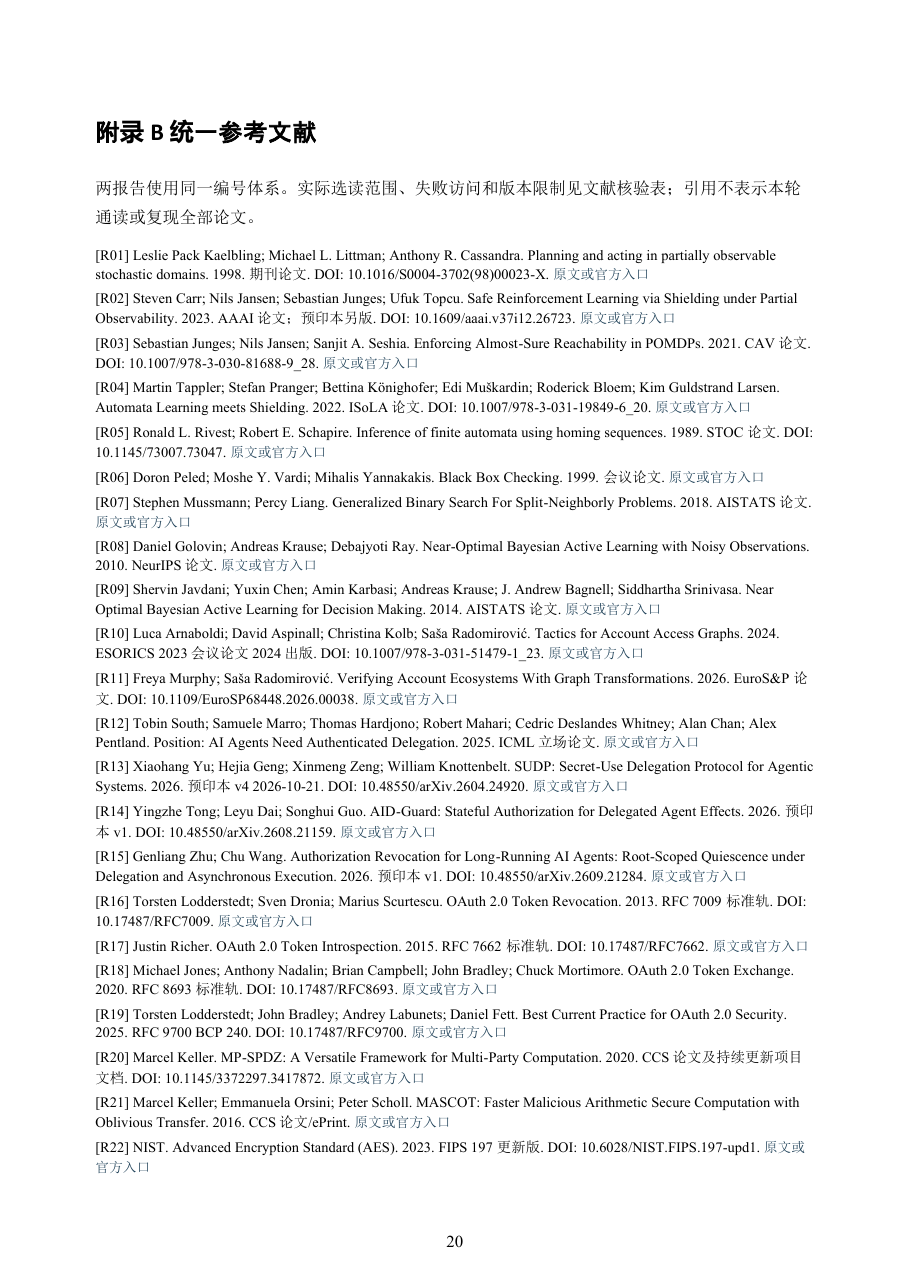 附录 B 统一参考文献
两报告使用同一编号体系。实际选读范围、失败访问和版本限制见文献核验表；引用不表示本轮
通读或复现全部论文。
[R01] Leslie Pack Kaelbling; Michael L. Littman; Anthony R. Cassandra. Planning and acting in partially observable
stochastic domains. 1998. 期刊论文. DOI: 10.1016/S0004-3702(98)00023-X. 原文或官方入口
[R02] Steven Carr; Nils Jansen; Sebastian Junges; Ufuk Topcu. Safe Reinforcement Learning via Shielding under Partial
Observability. 2023. AAAI 论文；预印本另版. DOI: 10.1609/aaai.v37i12.26723. 原文或官方入口
[R03] Sebastian Junges; Nils Jansen; Sanjit A. Seshia. Enforcing Almost-Sure Reachability in POMDPs. 2021. CAV 论文.
DOI: 10.1007/978-3-030-81688-9_28. 原文或官方入口
[R04] Martin Tappler; Stefan Pranger; Bettina Könighofer; Edi Muškardin; Roderick Bloem; Kim Guldstrand Larsen.
Automata Learning meets Shielding. 2022. ISoLA 论文. DOI: 10.1007/978-3-031-19849-6_20. 原文或官方入口
[R05] Ronald L. Rivest; Robert E. Schapire. Inference of finite automata using homing sequences. 1989. STOC 论文. DOI:
10.1145/73007.73047. 原文或官方入口
[R06] Doron Peled; Moshe Y. Vardi; Mihalis Yannakakis. Black Box Checking. 1999. 会议论文. 原文或官方入口
[R07] Stephen Mussmann; Percy Liang. Generalized Binary Search For Split-Neighborly Problems. 2018. AISTATS 论文.
原文或官方入口
[R08] Daniel Golovin; Andreas Krause; Debajyoti Ray. Near-Optimal Bayesian Active Learning with Noisy Observations.
2010. NeurIPS 论文. 原文或官方入口
[R09] Shervin Javdani; Yuxin Chen; Amin Karbasi; Andreas Krause; J. Andrew Bagnell; Siddhartha Srinivasa. Near
Optimal Bayesian Active Learning for Decision Making. 2014. AISTATS 论文. 原文或官方入口
[R10] Luca Arnaboldi; David Aspinall; Christina Kolb; Saša Radomirović. Tactics for Account Access Graphs. 2024.
ESORICS 2023 会议论文 2024 出版. DOI: 10.1007/978-3-031-51479-1_23. 原文或官方入口
[R11] Freya Murphy; Saša Radomirović. Verifying Account Ecosystems With Graph Transformations. 2026. EuroS&P 论
文. DOI: 10.1109/EuroSP68448.2026.00038. 原文或官方入口
[R12] Tobin South; Samuele Marro; Thomas Hardjono; Robert Mahari; Cedric Deslandes Whitney; Alan Chan; Alex
Pentland. Position: AI Agents Need Authenticated Delegation. 2025. ICML 立场论文. 原文或官方入口
[R13] Xiaohang Yu; Hejia Geng; Xinmeng Zeng; William Knottenbelt. SUDP: Secret-Use Delegation Protocol for Agentic
Systems. 2026. 预印本 v4 2026-10-21. DOI: 10.48550/arXiv.2604.24920. 原文或官方入口
[R14] Yingzhe Tong; Leyu Dai; Songhui Guo. AID-Guard: Stateful Authorization for Delegated Agent Effects. 2026. 预印
本 v1. DOI: 10.48550/arXiv.2608.21159. 原文或官方入口
[R15] Genliang Zhu; Chu Wang. Authorization Revocation for Long-Running AI Agents: Root-Scoped Quiescence under
Delegation and Asynchronous Execution. 2026. 预印本 v1. DOI: 10.48550/arXiv.2609.21284. 原文或官方入口
[R16] Torsten Lodderstedt; Sven Dronia; Marius Scurtescu. OAuth 2.0 Token Revocation. 2013. RFC 7009 标准轨. DOI:
10.17487/RFC7009. 原文或官方入口
[R17] Justin Richer. OAuth 2.0 Token Introspection. 2015. RFC 7662 标准轨. DOI: 10.17487/RFC7662. 原文或官方入口
[R18] Michael Jones; Anthony Nadalin; Brian Campbell; John Bradley; Chuck Mortimore. OAuth 2.0 Token Exchange.
2020. RFC 8693 标准轨. DOI: 10.17487/RFC8693. 原文或官方入口
[R19] Torsten Lodderstedt; John Bradley; Andrey Labunets; Daniel Fett. Best Current Practice for OAuth 2.0 Security.
2025. RFC 9700 BCP 240. DOI: 10.17487/RFC9700. 原文或官方入口
[R20] Marcel Keller. MP-SPDZ: A Versatile Framework for Multi-Party Computation. 2020. CCS 论文及持续更新项目
文档. DOI: 10.1145/3372297.3417872. 原文或官方入口
[R21] Marcel Keller; Emmanuela Orsini; Peter Scholl. MASCOT: Faster Malicious Arithmetic Secure Computation with
Oblivious Transfer. 2016. CCS 论文/ePrint. 原文或官方入口
[R22] NIST. Advanced Encryption Standard (AES). 2023. FIPS 197 更新版. DOI: 10.6028/NIST.FIPS.197-upd1. 原文或
官方入口
20